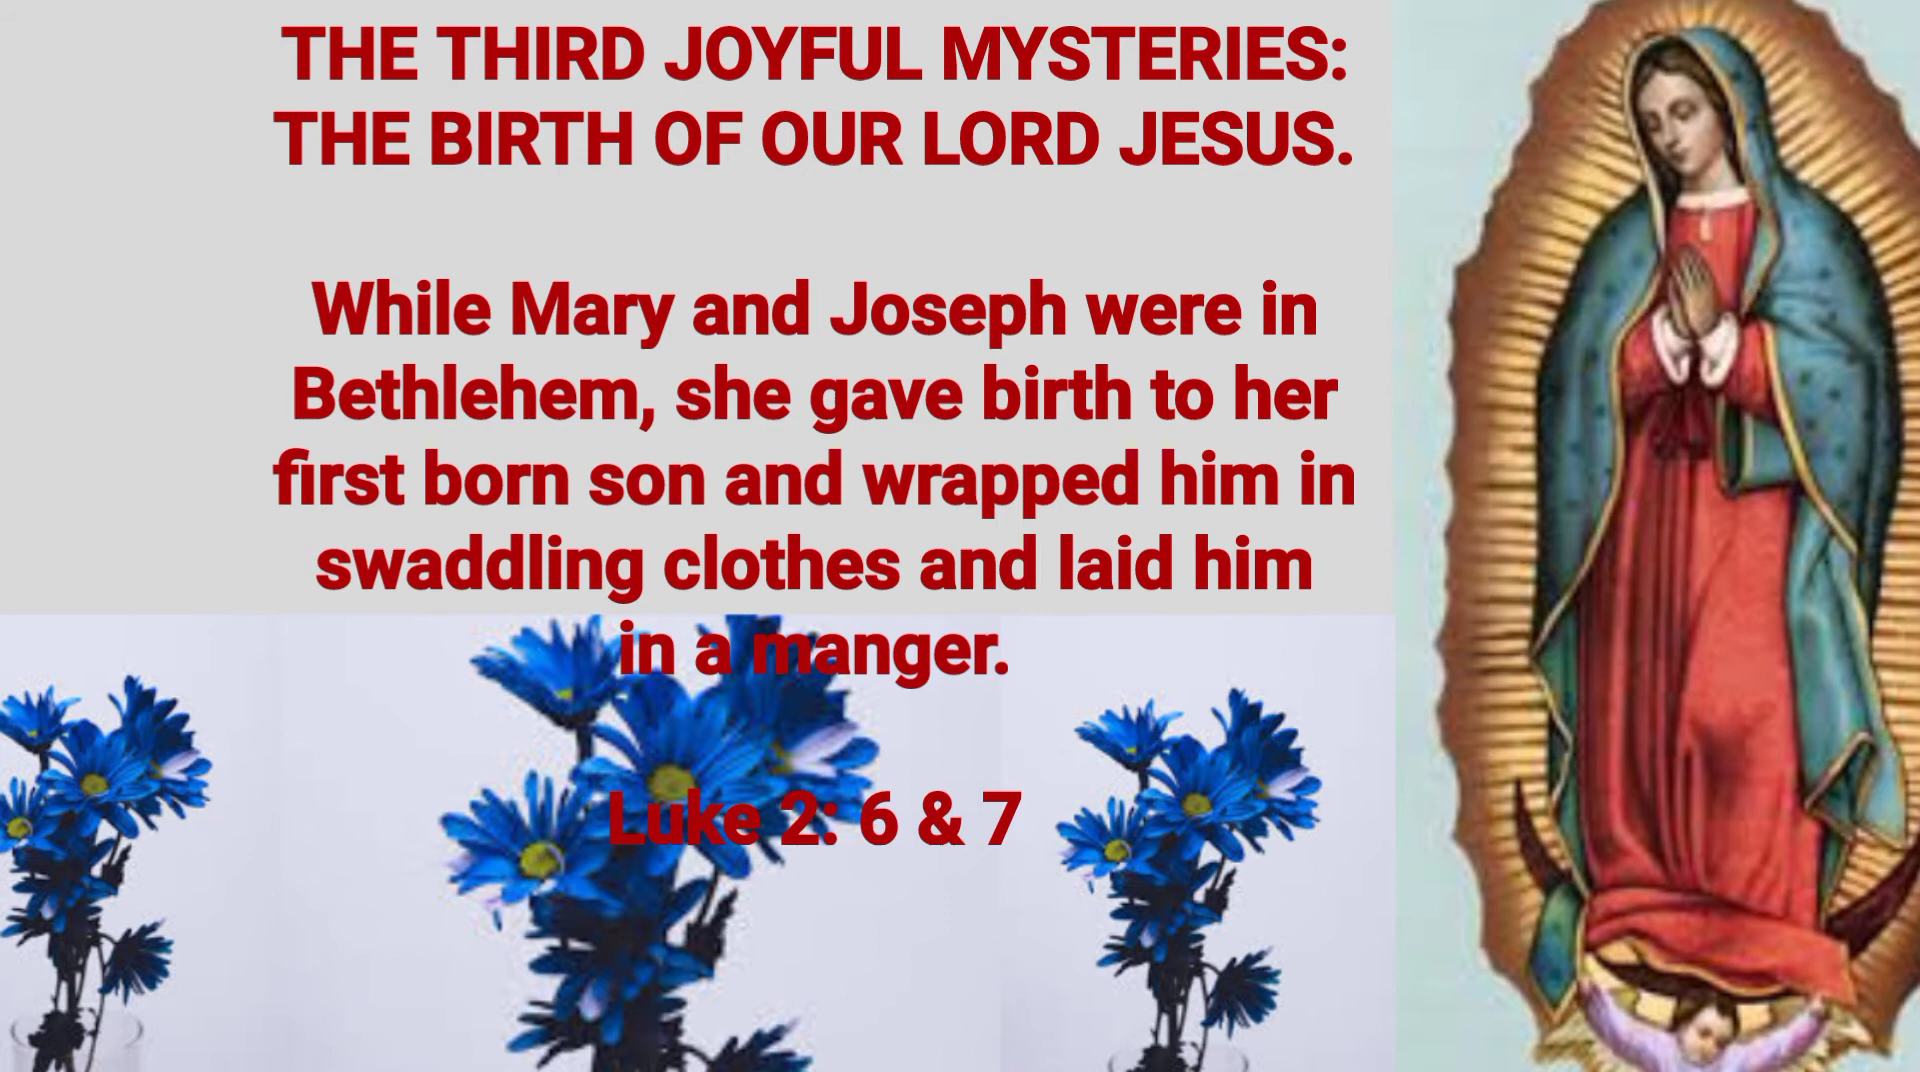 THE THIRD JOYFUL MYSTERIES:
THE BIRTH OF OUR LORD JESUS.
While Mary and Joseph were in
Bethlehem, she gave birth to her
first born son and wrapped him in
swaddling clothes and laid him
in a manger.
Luke 2: 6 & 7